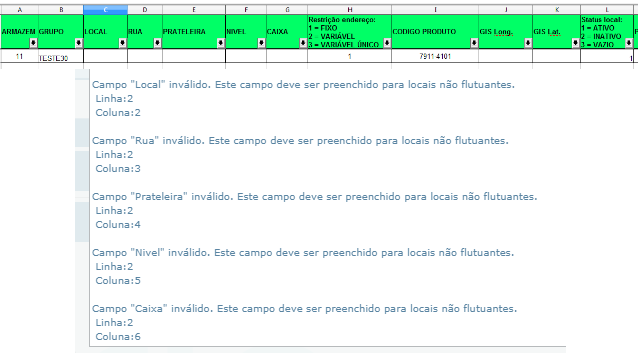 A B C D E F G H I J K L
ARMAZEM GRUPO LOCAL RUA PRATELEIRA NIVEL CAIXA Restrição endereço: CODIGO PRODUTO GIS Long. GIS Lat. Status local:
1 = FIXO 1 = ATIVO
2 VARIÁVEL 2 INATIVO
3 = VARIÁVEL ÚNICO 3 = VAZIO
11 TESTE30 1 7911 4101 1
Campo "Local" inválido. Este campo deve ser preenchido para locais não flutuantes.
Linha:2
Coluna:2
Campo "Rua" inválido. Este campo deve ser preenchido para locais não flutuantes.
Linha:2
Coluna:3
Campo "Prateleira" inválido. Este campo deve ser preenchido para locais não flutuantes.
Linha:2
Coluna:4
Campo "Nivel" inválido. Este campo deve ser preenchido para locais não flutuantes.
Linha:2
Coluna:5
Campo "Caixa" inválido. Este campo deve ser preenchido para locais não flutuantes.
Linha:2
Coluna:6